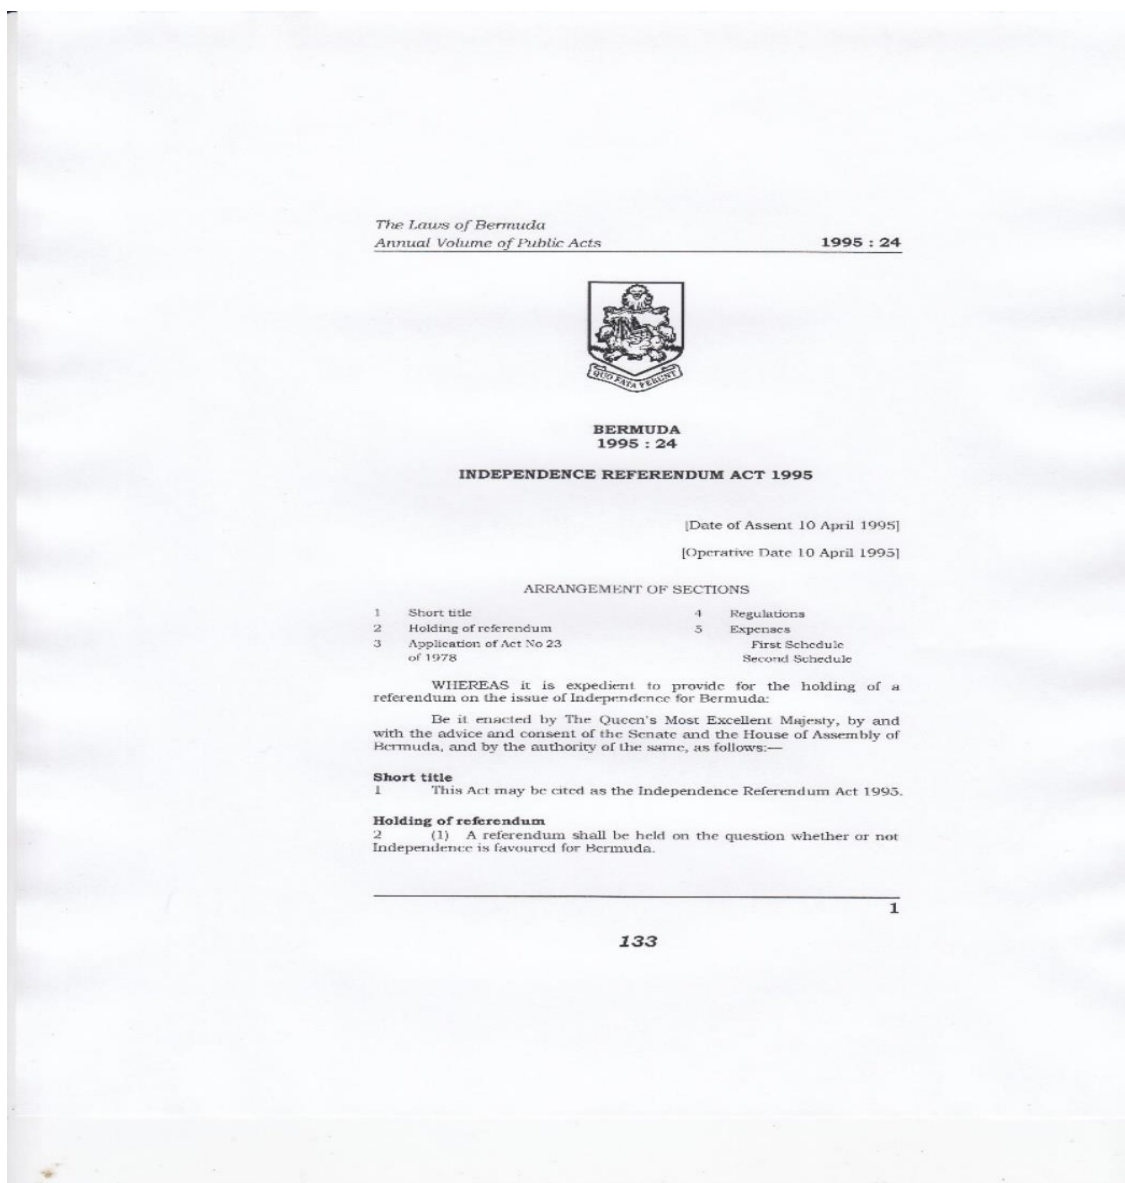 The Laws of Bermuda
Annual Volume of Public Acts 1995 : 24
QUO FATA FERUNT
BERMUDA
1995 : 24
INDEPENDENCE REFERENDUM ACT 1995
[Date of Assent 10 April 1995]
[Operative Date 10 April 1995]
ARRANGEMENT OF SECTIONS
1 Short title 4 Regulations
2 Holding of referendum 5 Expenses
3 Application of Act No 23 First Schedule
of 1978 Second Schedule
WHEREAS it is expedient to provide for the holding of a
referendum on the issue of Independence for Bermuda:
Be it enacted by The Queen's Most Excellent Majesty, by and
with the advice and consent of the Senate and the House of Assembly of
Bermuda, and by the authority of the same, as follows:—
Short title
1 This Act may be cited as the Independence Referendum Act 1995.
Holding of referendum
2 (1) A referendum shall be held on the question whether or not
Independence is favoured for Bermuda.
1
133